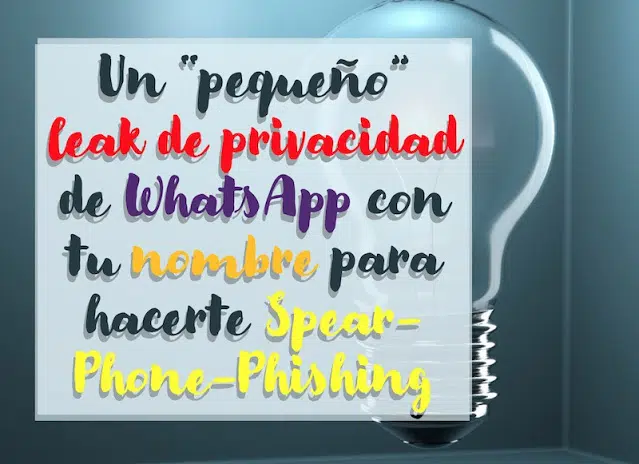 Un "pequeño"
leak de privacidad
de WhatsApp con
tu nombre para
hacerte Spear-
Phone-Phishing